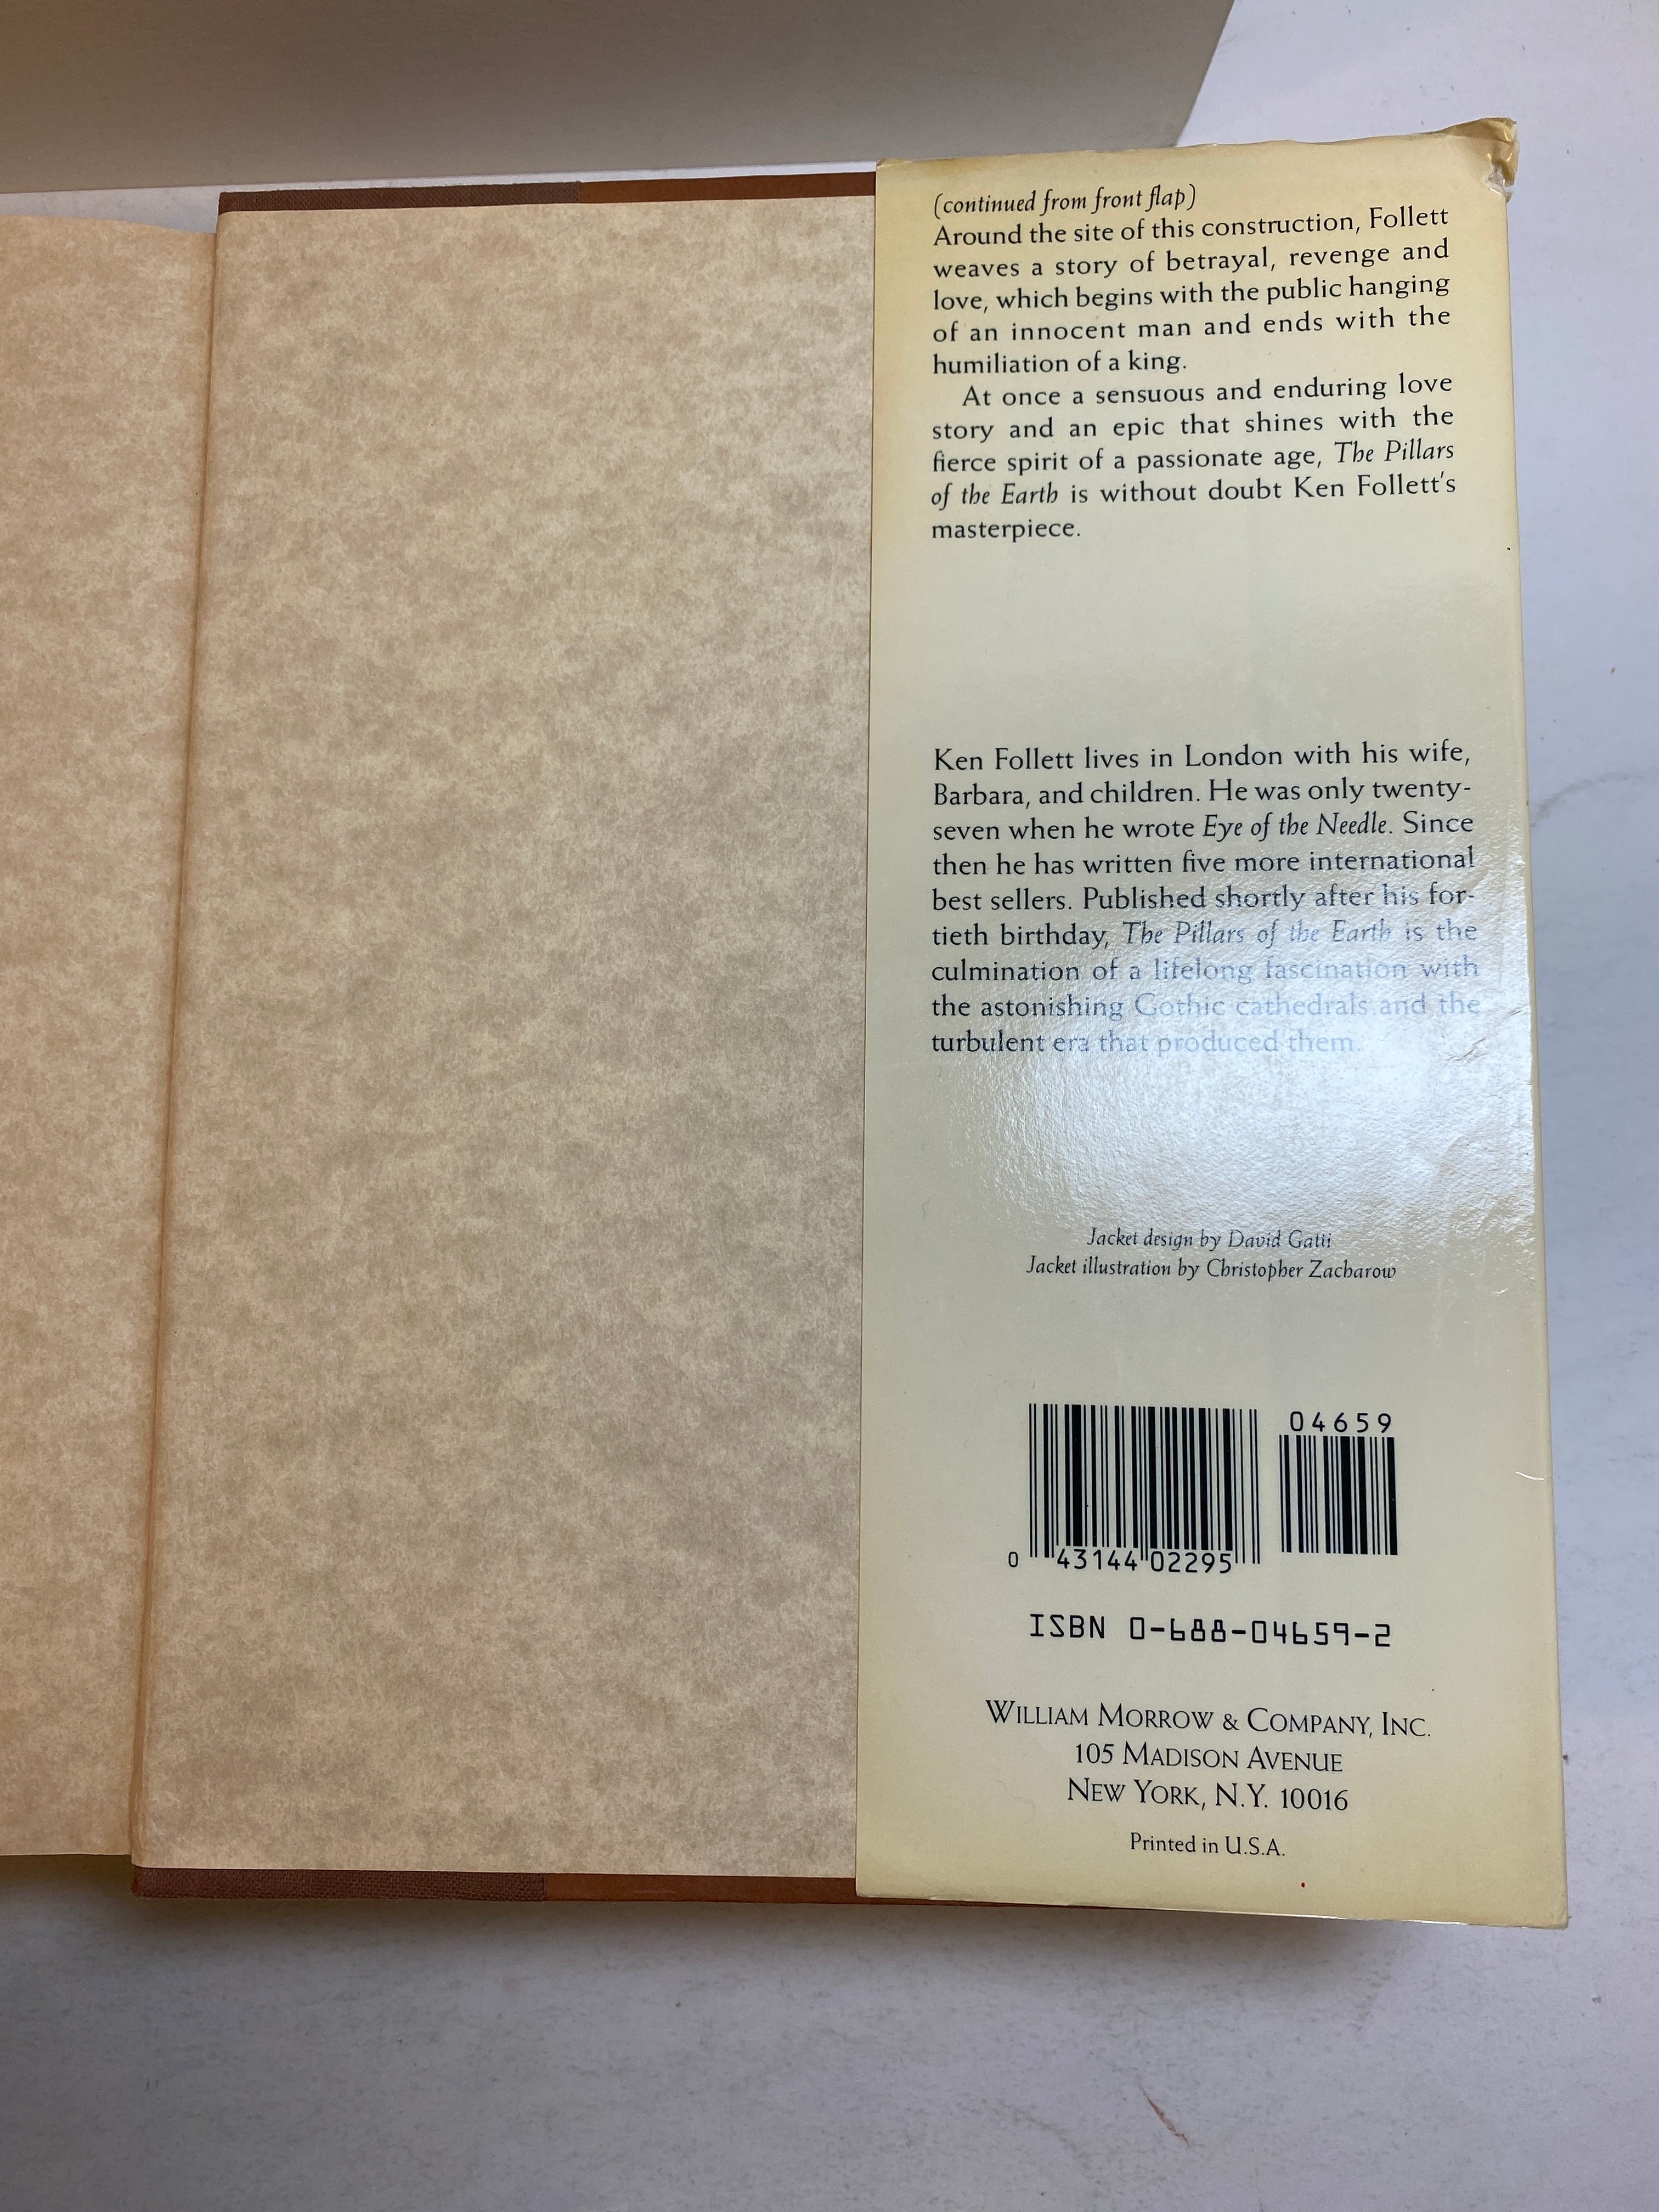 (continued from front flap)
Around the site of this construction, Follett
weaves a story of betrayal, revenge and
love, which begins with the public hanging
of an innocent man and ends with the
humiliation of a king.
At once a sensuous and enduring love
story and an epic that shines with the
fierce spirit of a passionate age, The Pillars
of the Earth is without doubt Ken Follett's
masterpiece.
Ken Follett lives in London with his wife,
Barbara, and children. He was only twenty-
seven when he wrote Eye of the Needle. Since
then he has written five more international
best sellers. Published shortly after his for-
tieth birthday, The Pillars of the Earth is the
culmination of a lifelong fascination with
the astonishing Gothic cathedrals and the
turbulent era that produced them.
Jacket design by David Gatti
Jacket illustration by Christopher Zacharow
04659
0 43144 02295
ISBN 0-688-04659-2
WILLIAM MORROW & COMPANY, INC.
105 MADISON AVENUE
NEW YORK, N.Y. 10016
Printed in U.S.A.